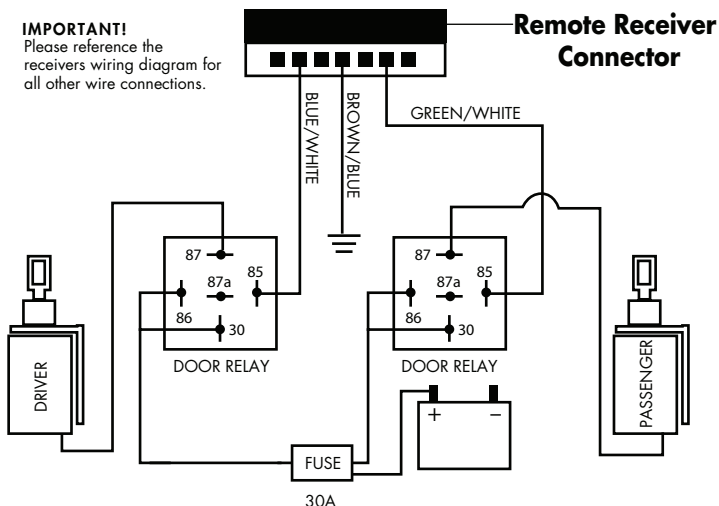 IMPORTANT!
Please reference the
receivers wiring diagram for
all other wire connections.
Remote Receiver
Connector
BLUE/WHITE
BROWN/BLUE
GREEN/WHITE
87
87a
85
86
30
DOOR RELAY
87
87a
85
86
30
DOOR RELAY
DRIVER
PASSENGER
+ −
FUSE
30A